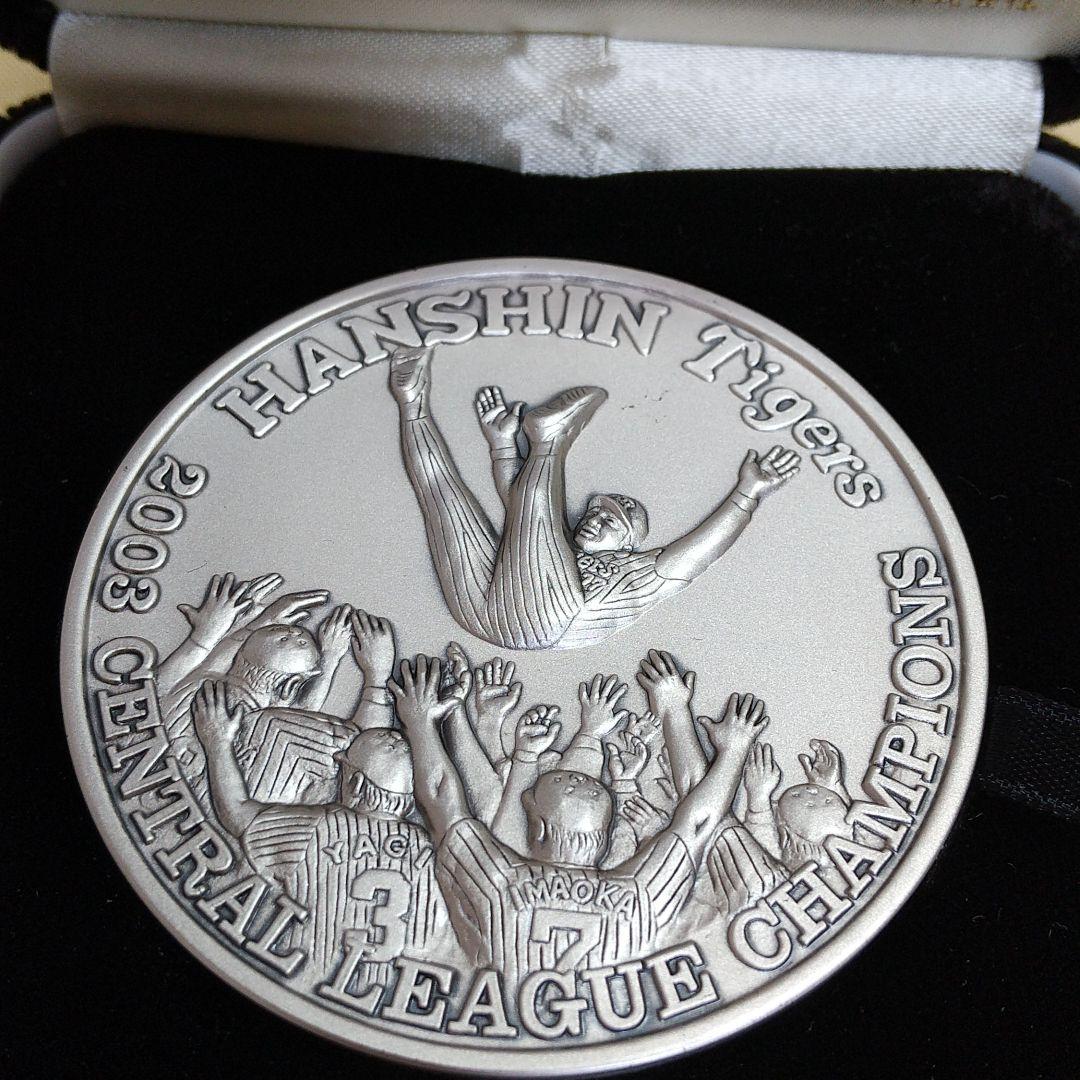 HANSHIN Tigers
2003 CENTRAL LEAGUE CHAMPIONS
YAGI
3
IMAOKA
7